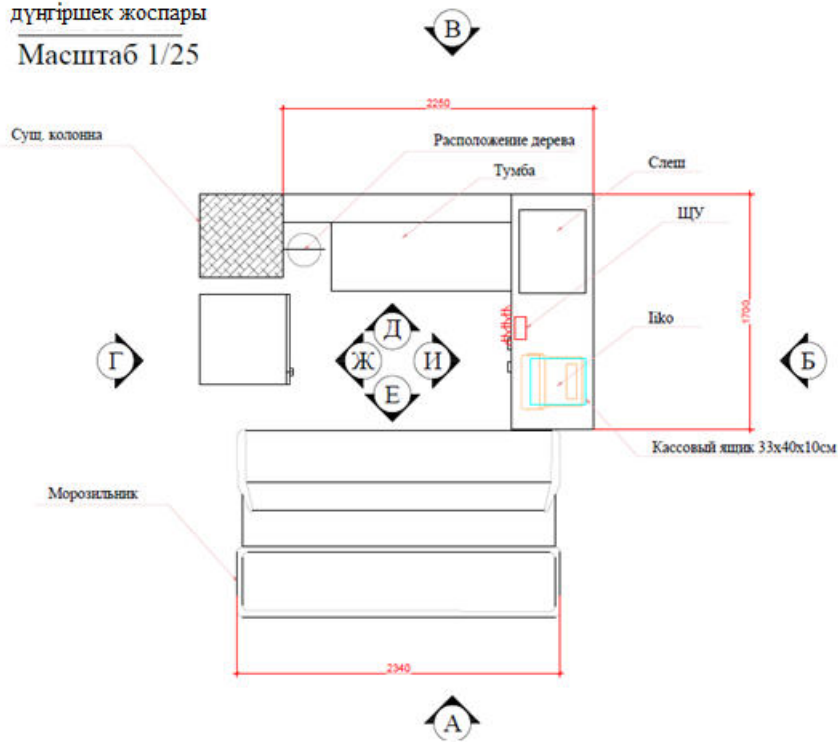 дүңгіршек жоспары
Масштаб 1/25
В
2260
Сущ. колонна
Расположение дерева
Тумба
Слеш
ЩУ
Iiko
1700
Г
Д
Ж
И
Е
Б
Кассовый ящик 33х40х10см
Морозильник
2340
А